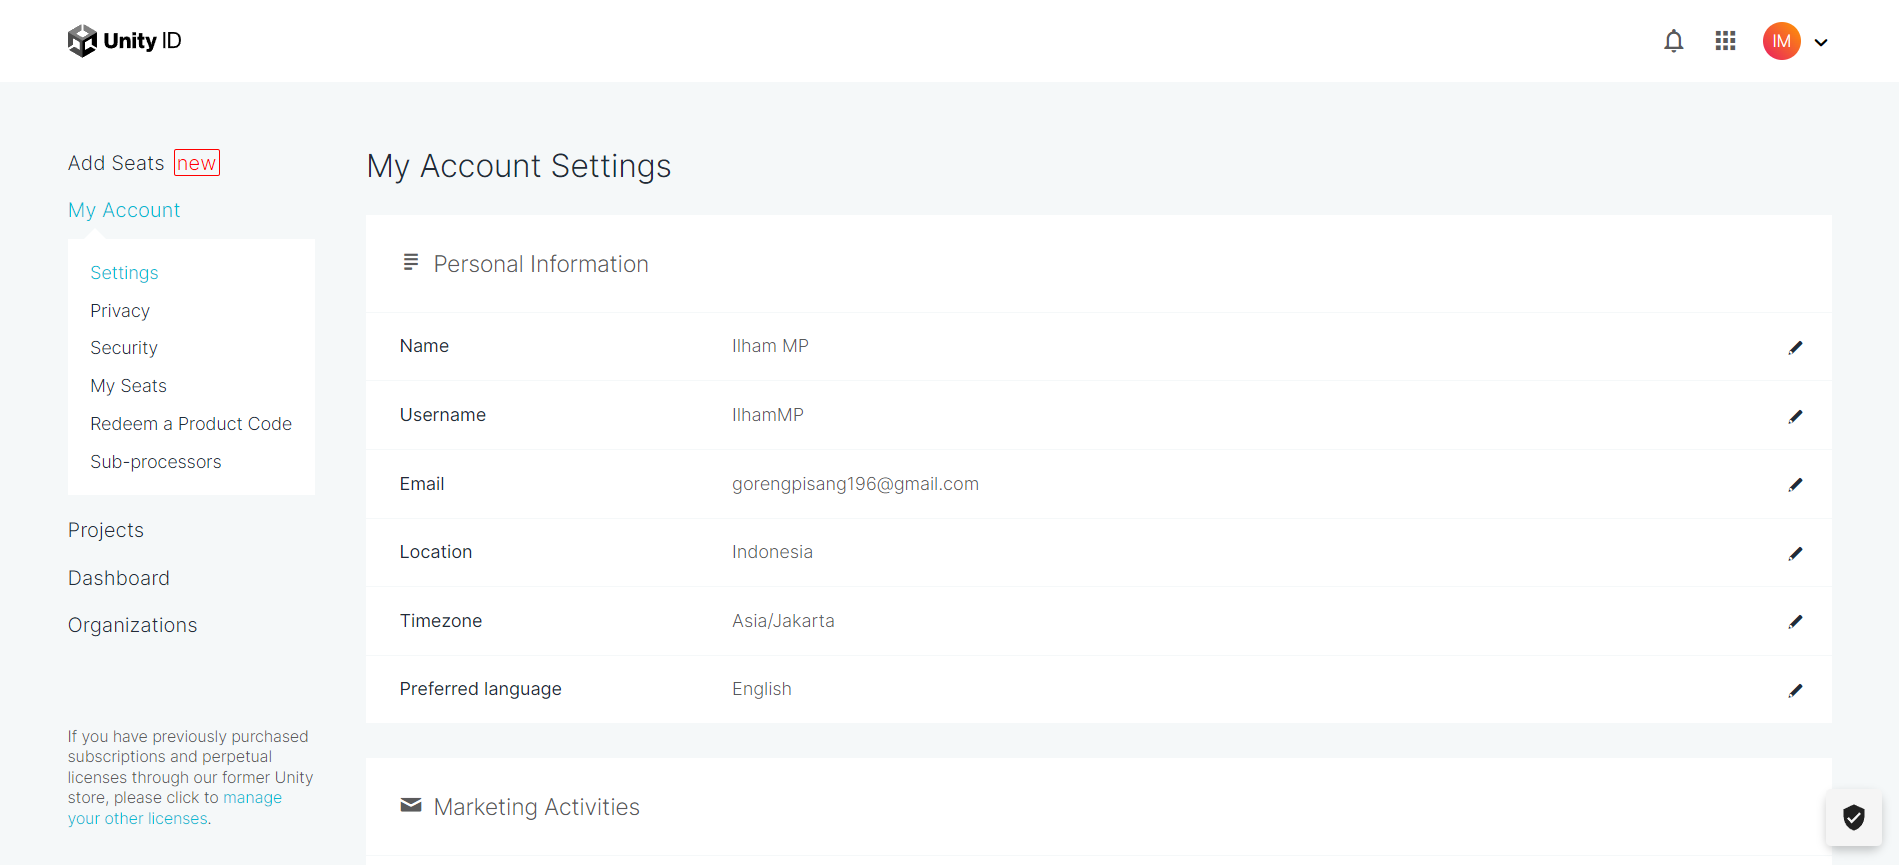 Unity ID
IM
Add Seats new
My Account
Settings
Privacy
Security
My Seats
Redeem a Product Code
Sub-processors
Projects
Dashboard
Organizations
If you have previously purchased
subscriptions and perpetual
licenses through our former Unity
store, please click to manage
your other licenses.
My Account Settings
Personal Information
Name Ilham MP
Username IlhamMP
Email gorengpisang196@gmail.com
Location Indonesia
Timezone Asia/Jakarta
Preferred language English
Marketing Activities